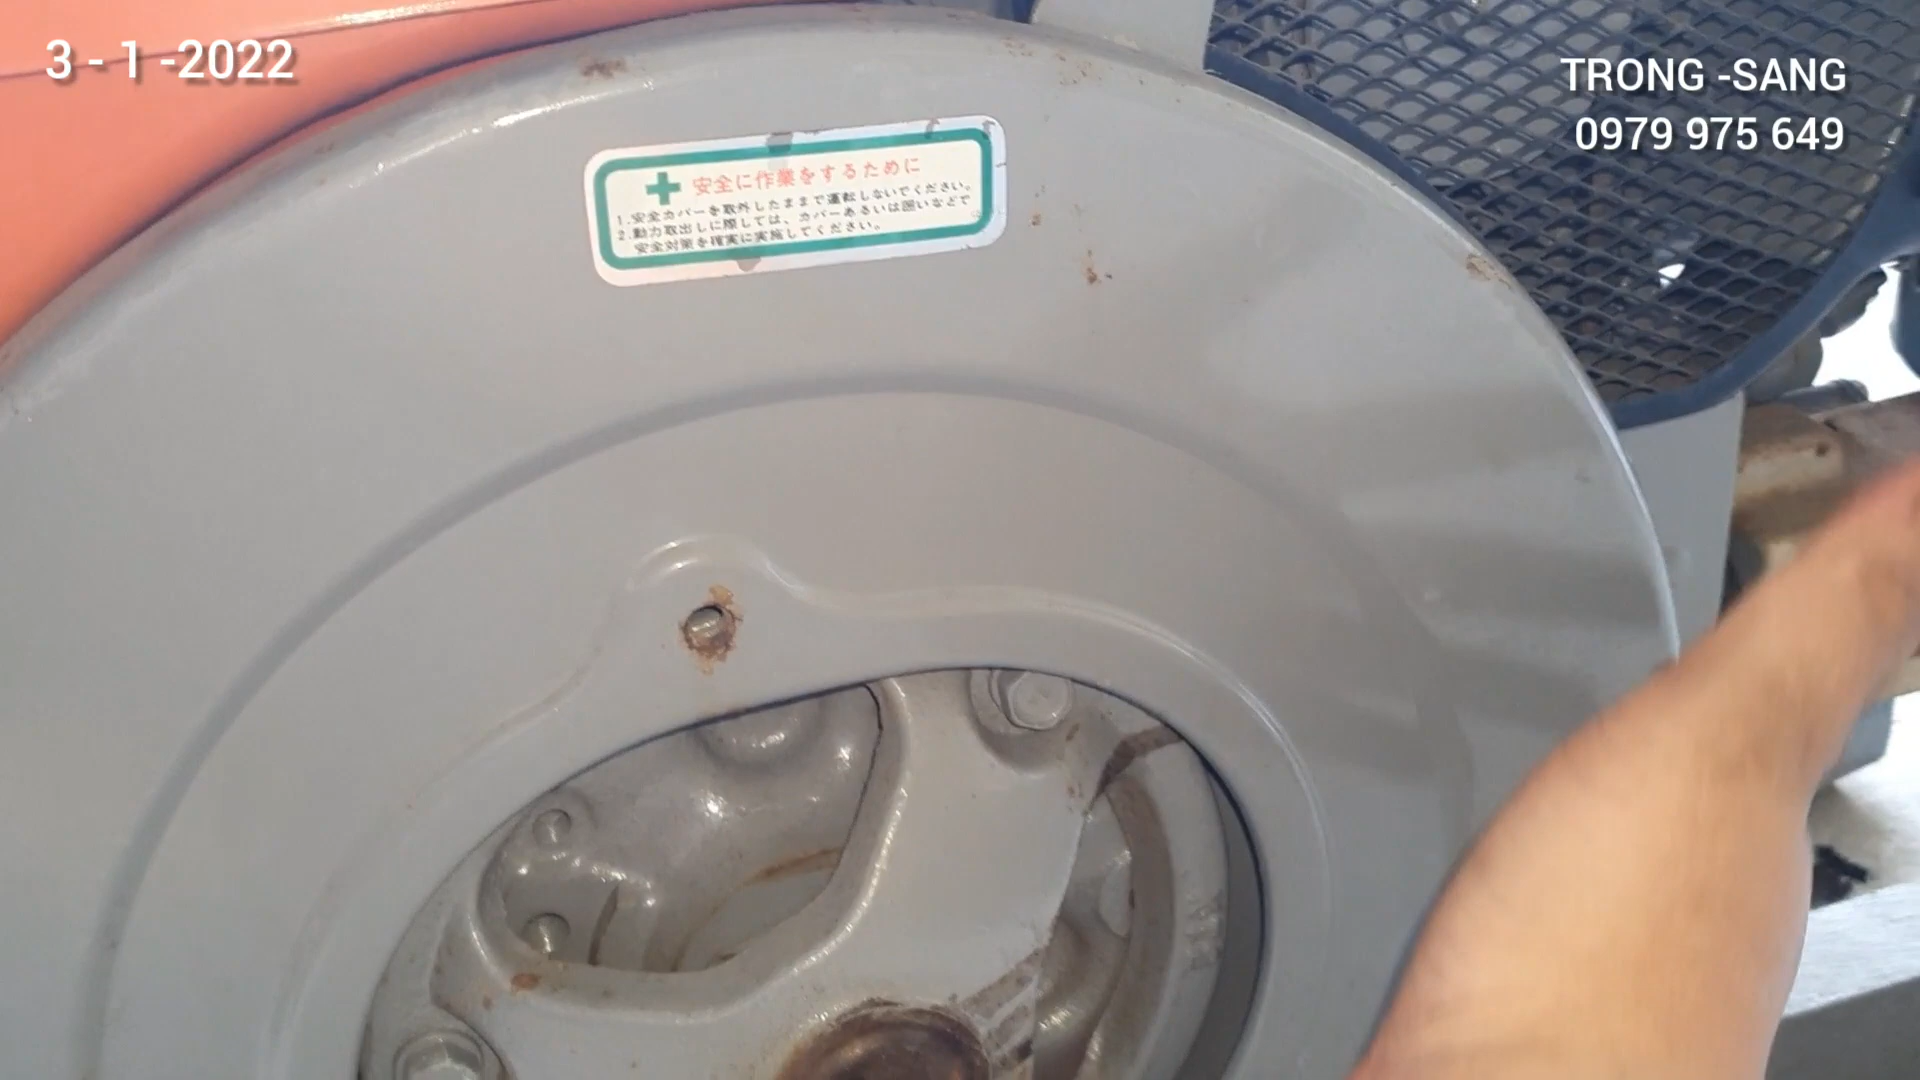 3 - 1 -2022
TRONG -SANG
0979 975 649
安全に作業をするために
1.安全カバーを取外したままで運転しないでください。
2.動力取出しに際しては、カバーあるいは囲いなどで
安全対策を確実に実施してください。